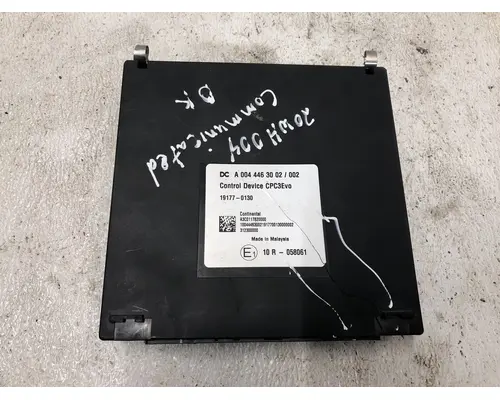 20WH004
Communicated
O.K
DC A 004 446 30 02 / 002
Control Device CPC3Evo
19177-0130
Continental
Made in Malaysia
E1 10 R - 058061